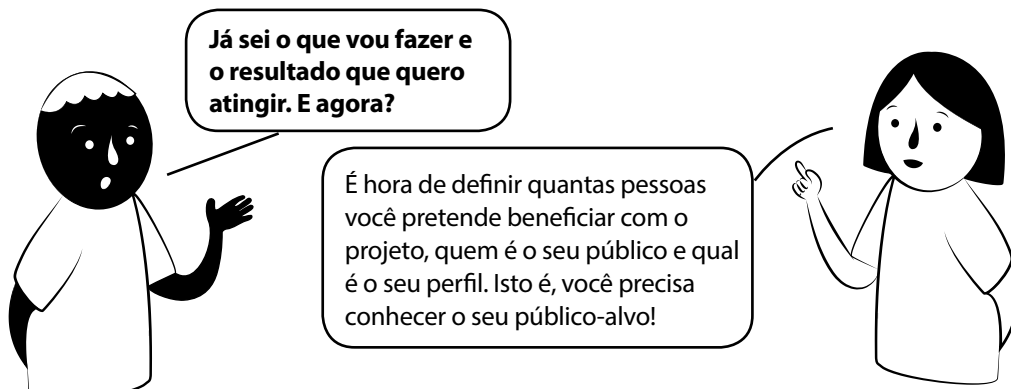 Já sei o que vou fazer e
o resultado que quero
atingir. E agora?
É hora de definir quantas pessoas
você pretende beneficiar com o
projeto, quem é o seu público e qual
é o seu perfil. Isto é, você precisa
conhecer o seu público-alvo!